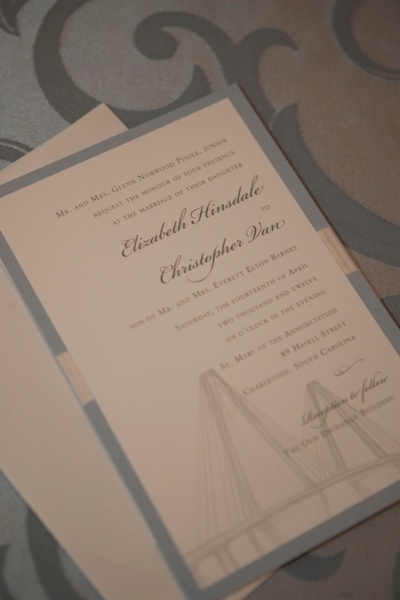 Mr. and Mrs. Glenn Norwood Poole, Junior
request the honour of your presence
at the marriage of their daughter
Elizabeth Hinsdale
to
Christopher Van
son of Mr. and Mrs. Everett Elton Barnes
Saturday, the fourteenth of April
two thousand and twelve
six o'clock in the evening
St. Mary of the Annunciation
89 Hasell Street
Charleston, South Carolina
Reception to follow
The Old Exchange Building